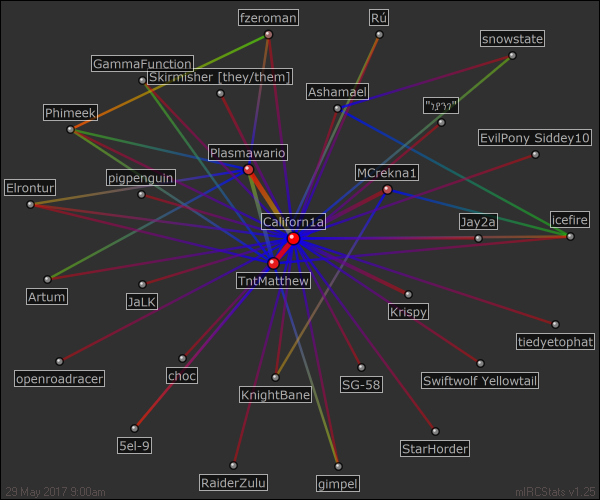 fzeroman
Rú
snowstate
GammaFunction
Skirmisher [they/them]
Ashamael
Phimeek
EvilPony Siddey10
Plasmawario
MCrekna1
pigpenguin
Elrontur
Californ1a
Jay2a
icefire
TntMatthew
Artum
JaLK
Krispy
tiedyetophat
openroadracer
choc
KnightBane
SG-58
Swiftwolf Yellowtail
5el-9
StarHorder
RaiderZulu
gimpel
29 May 2017 9:00am
mIRCStats v1.25